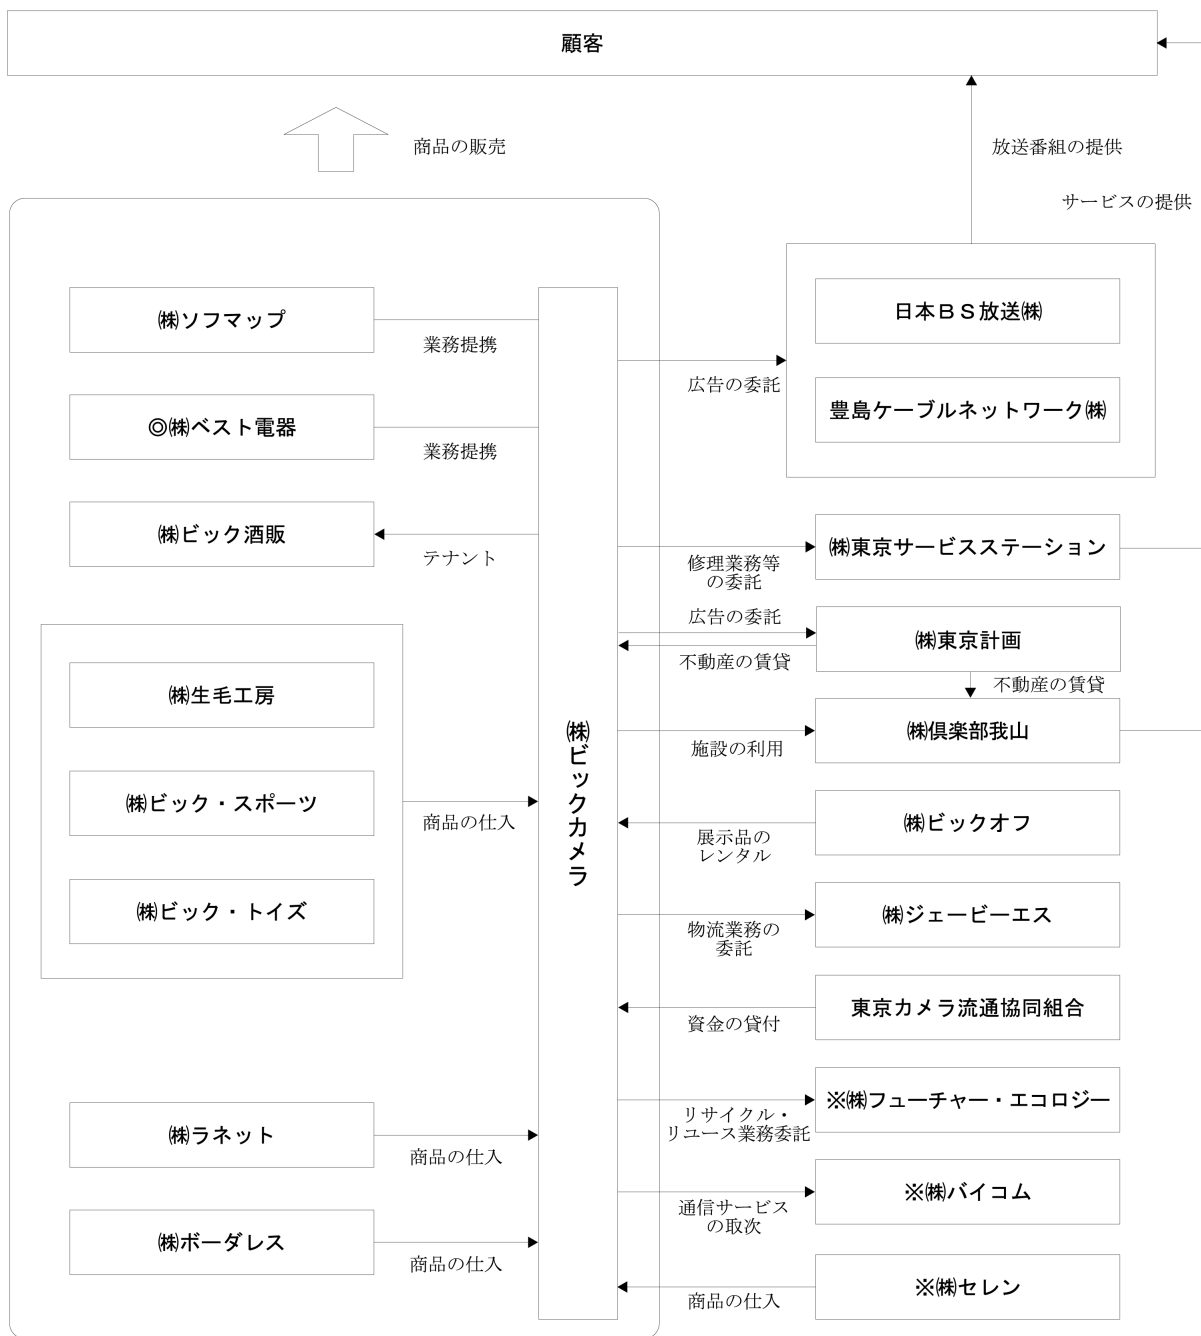 顧客
商品の販売
放送番組の提供
サービスの提供
㈱ソフマップ
業務提携
◎㈱ベスト電器
業務提携
㈱ビック酒販
テナント
㈱生毛工房
㈱ビック・スポーツ
㈱ビック・トイズ
商品の仕入
㈱ラネット
商品の仕入
㈱ボーダレス
商品の仕入
㈱ビックカメラ
広告の委託
日本BS放送㈱
豊島ケーブルネットワーク㈱
修理業務等
の委託
㈱東京サービスステーション
広告の委託
不動産の賃貸
㈱東京計画
不動産の賃貸
施設の利用
㈱倶楽部我山
展示品の
レンタル
㈱ビックオフ
物流業務の
委託
㈱ジェービーエス
資金の貸付
東京カメラ流通協同組合
リサイクル・
リユース業務委託
※㈱フューチャー・エコロジー
通信サービス
の取次
※㈱バイコム
商品の仕入
※㈱セレン